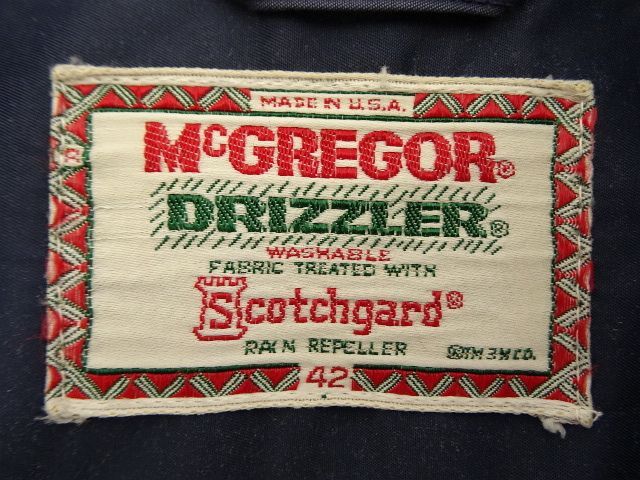 MADE IN U.S.A.
McGREGOR®
DRIZZLER®
WASHABLE
FABRIC TREATED WITH
Scotchgard®
RAIN REPELLER ®TM 3M CO.
42